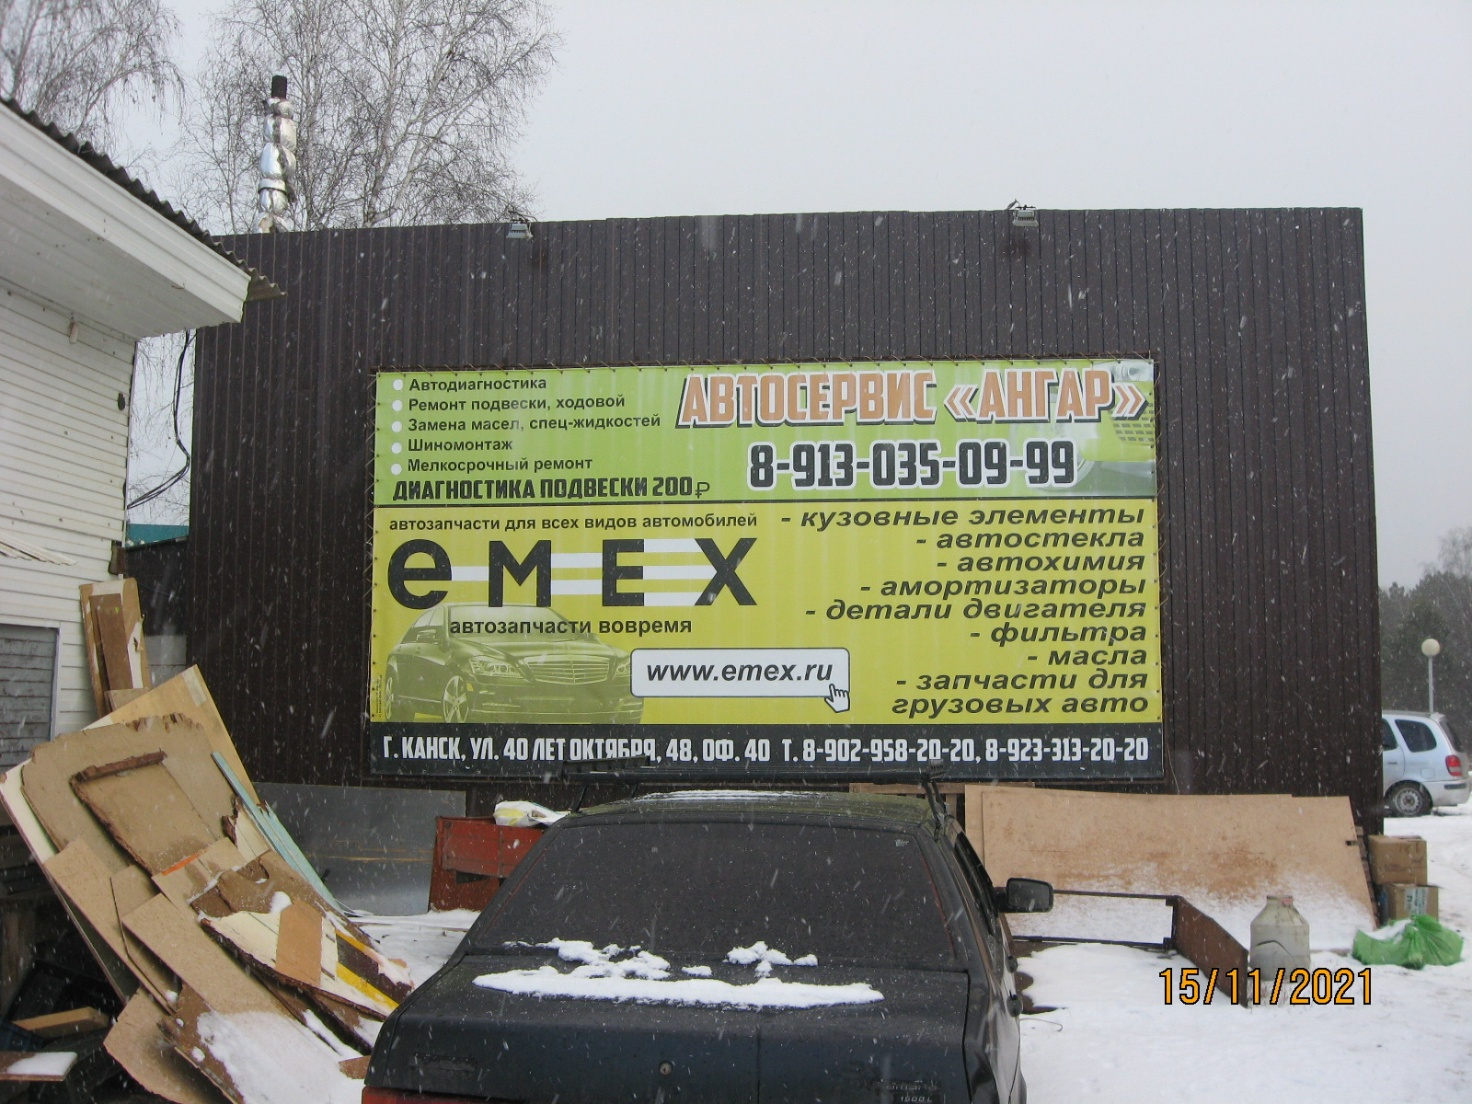 Автодиагностика
Ремонт подвески, ходовой
Замена масел, спец-жидкостей
Шиномонтаж
Мелкосрочный ремонт
ДИАГНОСТИКА ПОДВЕСКИ 200₽
АВТОСЕРВИС «АНГАР»
8-913-035-09-99
автозапчасти для всех видов автомобилей
емех
автозапчасти вовремя
www.emex.ru
- кузовные элементы
- автостекла
- автохимия
- амортизаторы
- детали двигателя
- фильтра
- масла
- запчасти для
грузовых авто
Г. КАНСК, УЛ. 40 ЛЕТ ОКТЯБРЯ, 48, ОФ. 40 Т. 8-902-958-20-20, 8-923-313-20-20
15/11/2021